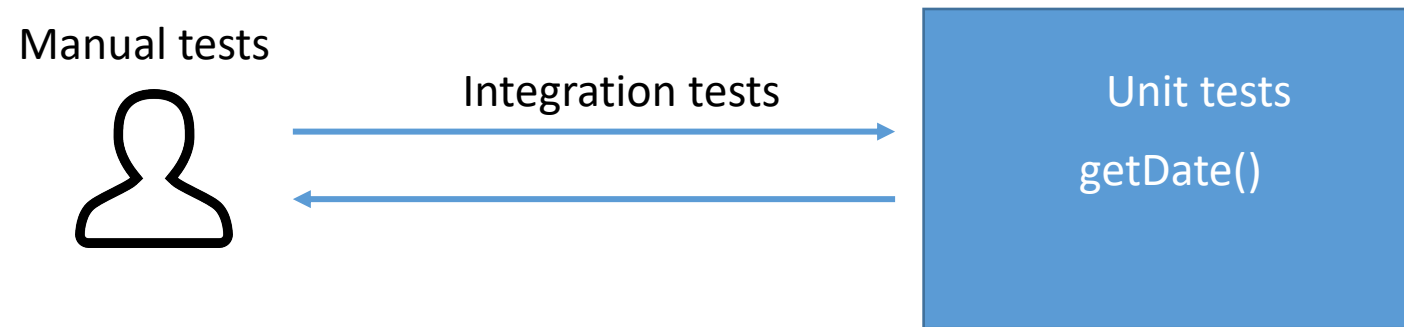 Manual tests
Integration tests
Unit tests
getDate()